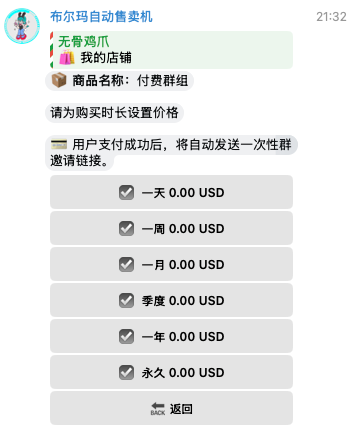 布尔玛自动售卖机 21:32
无骨鸡爪
🛍️ 我的店铺
📦 商品名称：付费群组
请为购买时长设置价格
💳 用户支付成功后，将自动发送一次性群
邀请链接。
☑️ 一天 0.00 USD
☑️ 一周 0.00 USD
☑️ 一月 0.00 USD
☑️ 季度 0.00 USD
☑️ 一年 0.00 USD
☑️ 永久 0.00 USD
🔙 返回